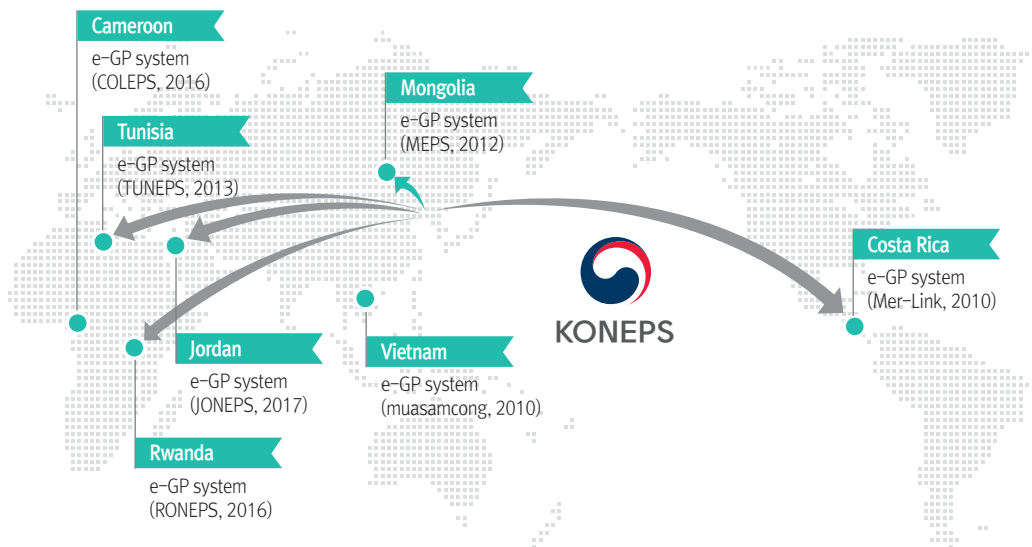 Cameroon
e-GP system
(COLEPS, 2016)
Tunisia
e-GP system
(TUNEPS, 2013)
Mongolia
e-GP system
(MEPS, 2012)
Costa Rica
e-GP system
(Mer-Link, 2010)
KONEPS
Jordan
e-GP system
(JONEPS, 2017)
Vietnam
e-GP system
(muasamcong, 2010)
Rwanda
e-GP system
(RONEPS, 2016)